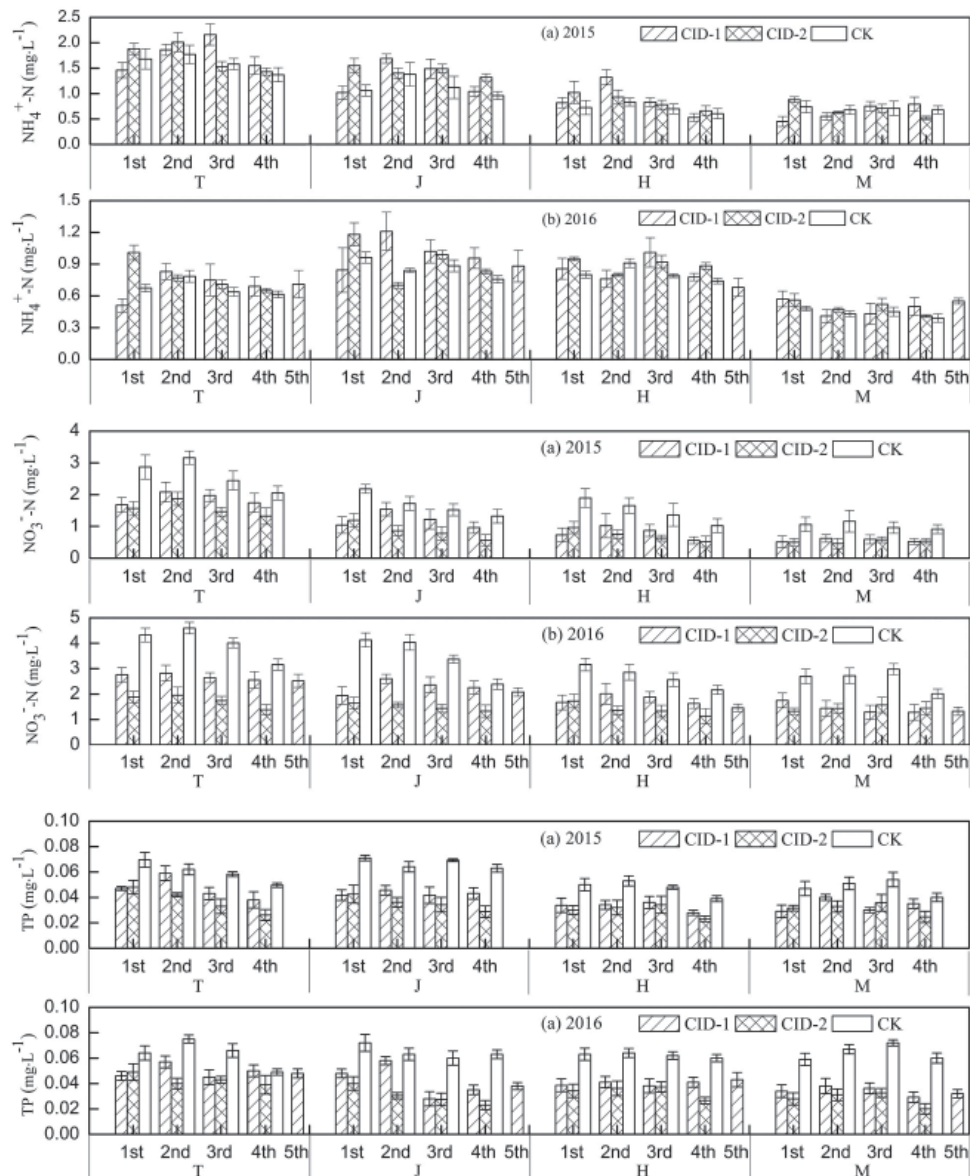 2.5 (a) 2015 CID-1 CID-2 CK
2.0
1.5
1.0
0.5
0.0
NH₄⁺-N (mg·L⁻¹)
1st 2nd 3rd 4th 1st 2nd 3rd 4th 1st 2nd 3rd 4th 1st 2nd 3rd 4th
T J H M
1.5 (b) 2016 CID-1 CID-2 CK
1.2
0.9
0.6
0.3
0.0
NH₄⁺-N (mg·L⁻¹)
1st 2nd 3rd 4th 5th 1st 2nd 3rd 4th 5th 1st 2nd 3rd 4th 5th 1st 2nd 3rd 4th 5th
T J H M
4 (a) 2015 CID-1 CID-2 CK
3
2
1
0
NO₃⁻-N (mg·L⁻¹)
1st 2nd 3rd 4th 1st 2nd 3rd 4th 1st 2nd 3rd 4th 1st 2nd 3rd 4th
T J H M
5 (b) 2016 CID-1 CID-2 CK
4
3
2
1
0
NO₃⁻-N (mg·L⁻¹)
1st 2nd 3rd 4th 5th 1st 2nd 3rd 4th 5th 1st 2nd 3rd 4th 5th 1st 2nd 3rd 4th 5th
T J H M
0.10 (a) 2015 CID-1 CID-2 CK
0.08
0.06
0.04
0.02
0.00
TP (mg·L⁻¹)
1st 2nd 3rd 4th 1st 2nd 3rd 4th 1st 2nd 3rd 4th 1st 2nd 3rd 4th
T J H M
0.10 (a) 2016 CID-1 CID-2 CK
0.08
0.06
0.04
0.02
0.00
TP (mg·L⁻¹)
1st 2nd 3rd 4th 5th 1st 2nd 3rd 4th 5th 1st 2nd 3rd 4th 5th 1st 2nd 3rd 4th 5th
T J H M